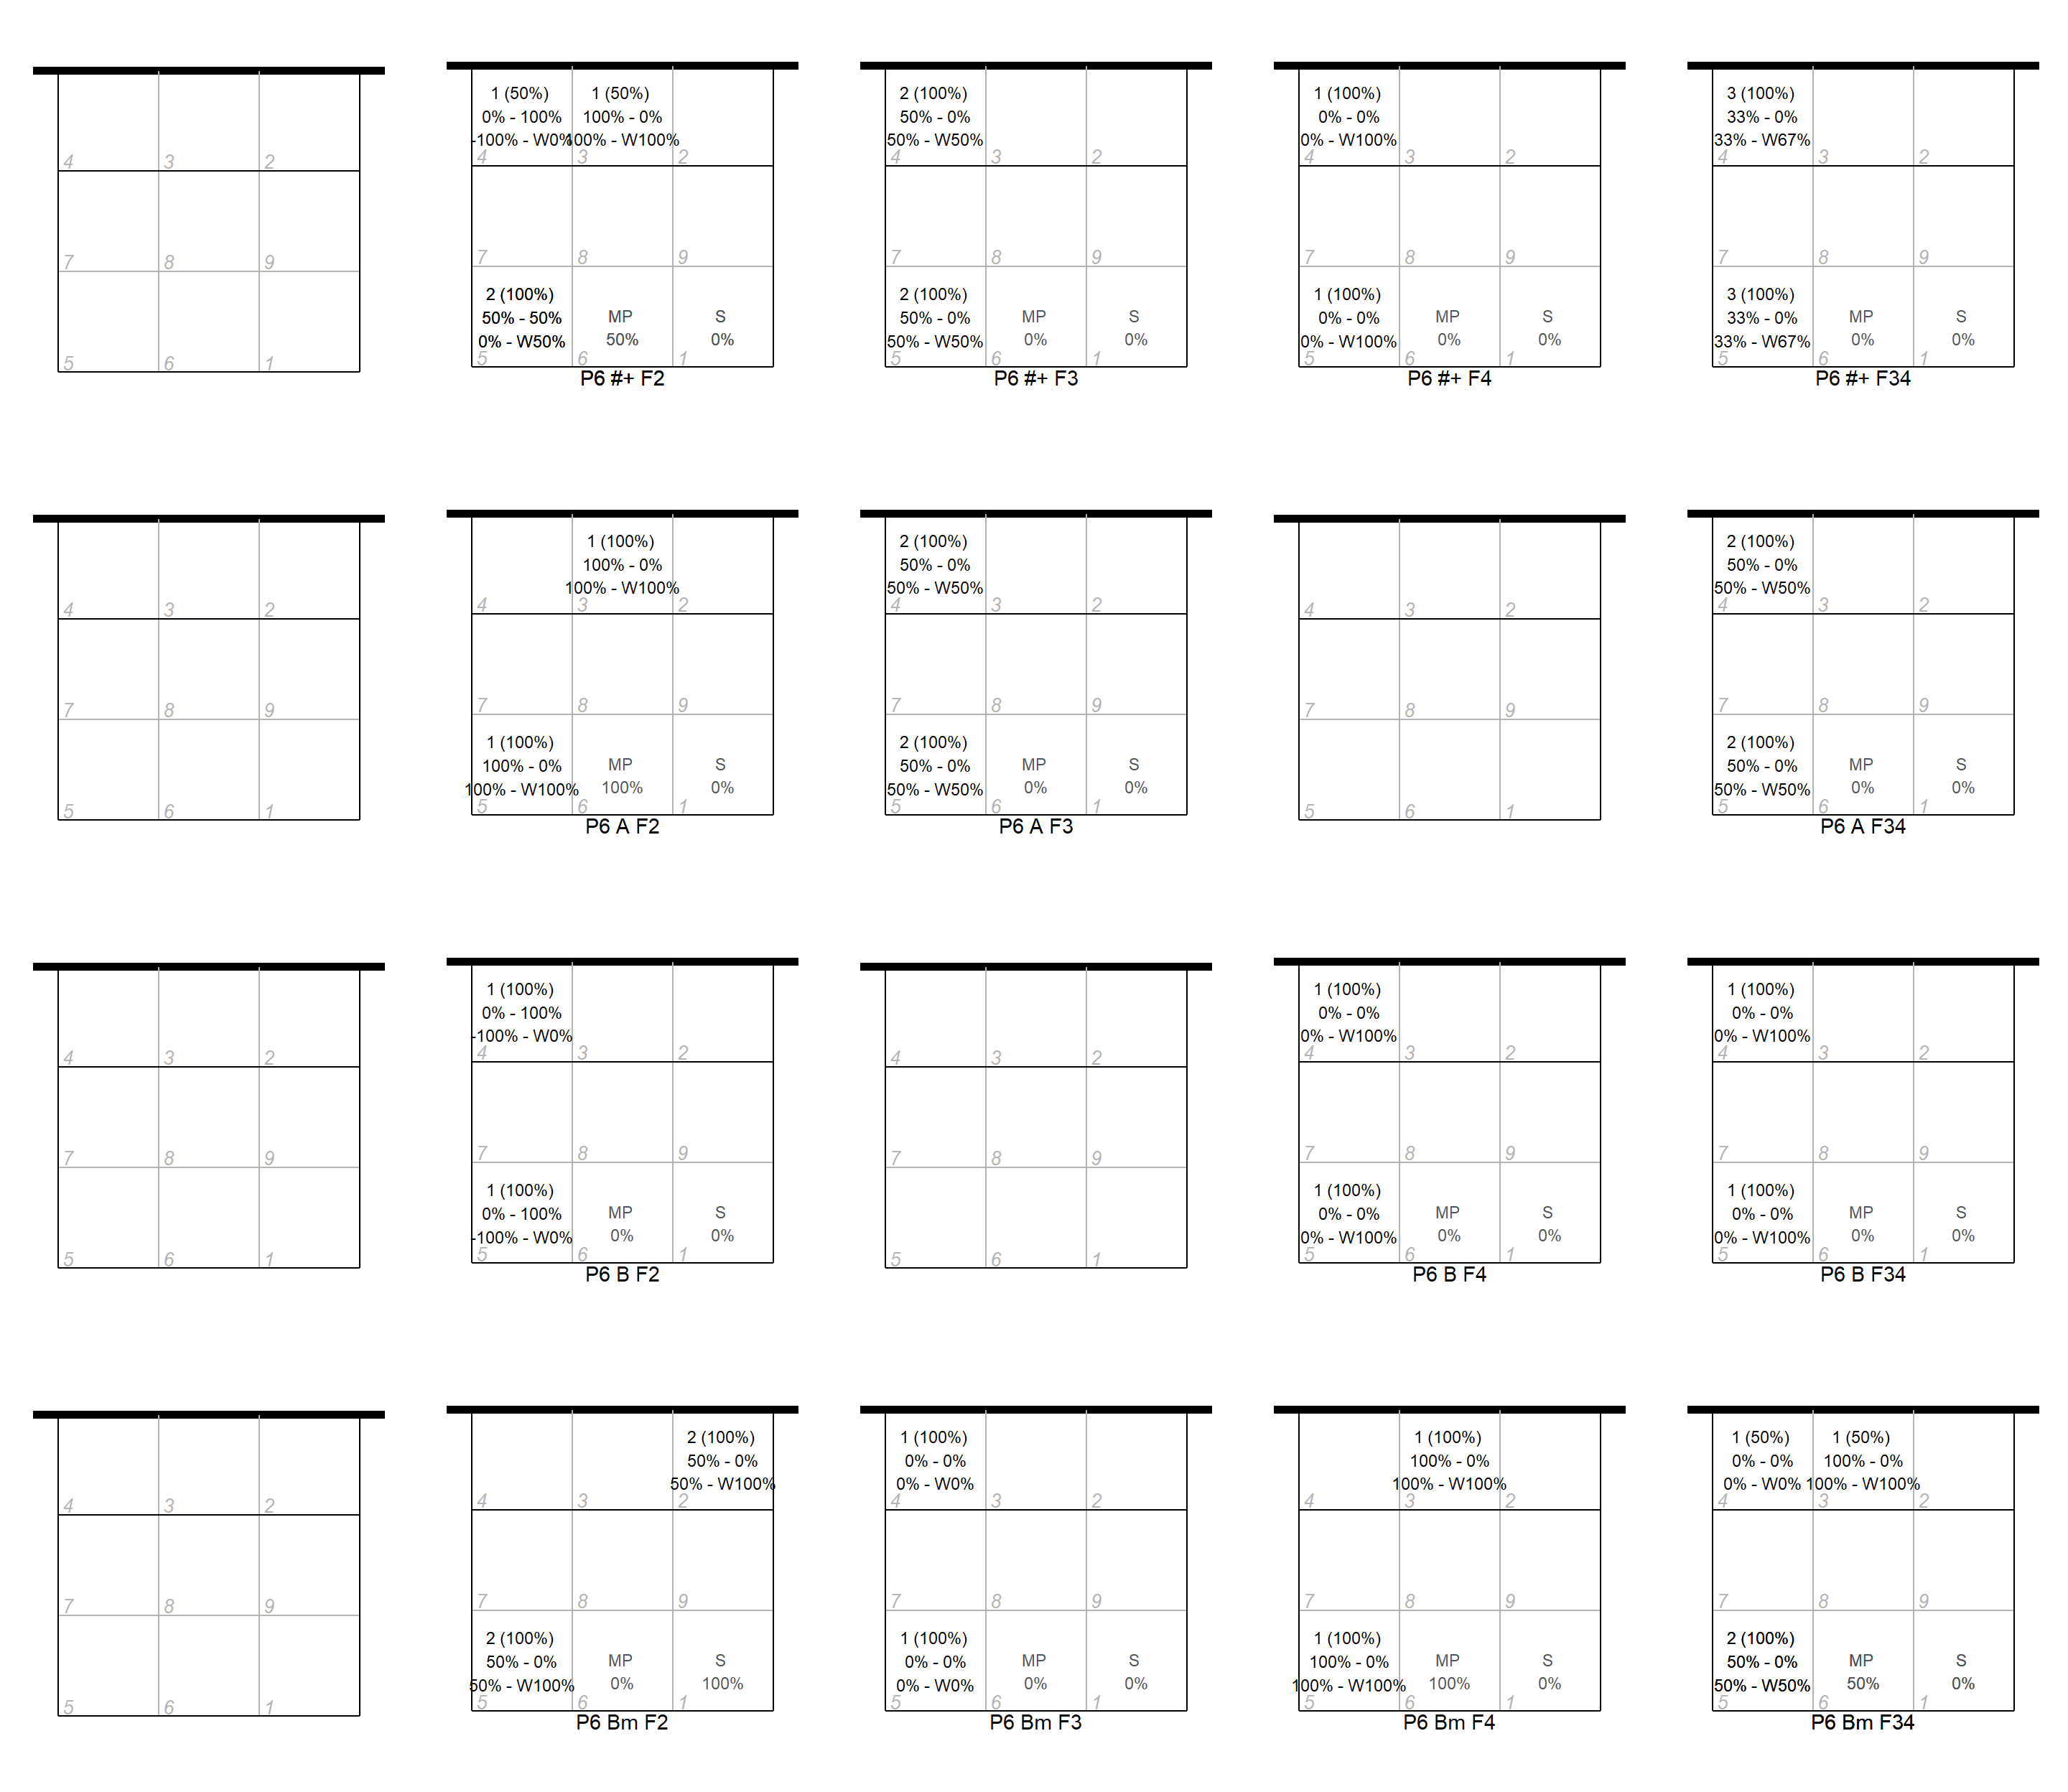 4 3 2
7 8 9
5 6 1
1 (50%) 1 (50%)
0% - 100% 100% - 0%
-100% - W0% 100% - W100%
4 3 2
7 8 9
2 (100%)
50% - 50% MP S
0% - W50% 50% 0%
5 6 1
P6 #+ F2
2 (100%)
50% - 0%
50% - W50%
4 3 2
7 8 9
2 (100%)
50% - 0% MP S
50% - W50% 0% 0%
5 6 1
P6 #+ F3
1 (100%)
0% - 0%
0% - W100%
4 3 2
7 8 9
1 (100%)
0% - 0% MP S
0% - W100% 0% 0%
5 6 1
P6 #+ F4
3 (100%)
33% - 0%
33% - W67%
4 3 2
7 8 9
3 (100%)
33% - 0% MP S
33% - W67% 0% 0%
5 6 1
P6 #+ F34
4 3 2
7 8 9
5 6 1
1 (100%)
100% - 0%
100% - W100%
4 3 2
7 8 9
1 (100%)
100% - 0% MP S
100% - W100% 100% 0%
5 6 1
P6 A F2
2 (100%)
50% - 0%
50% - W50%
4 3 2
7 8 9
2 (100%)
50% - 0% MP S
50% - W50% 0% 0%
5 6 1
P6 A F3
4 3 2
7 8 9
5 6 1
2 (100%)
50% - 0%
50% - W50%
4 3 2
7 8 9
2 (100%)
50% - 0% MP S
50% - W50% 0% 0%
5 6 1
P6 A F34
4 3 2
7 8 9
5 6 1
1 (100%)
0% - 100%
-100% - W0%
4 3 2
7 8 9
1 (100%)
0% - 100% MP S
-100% - W0% 0% 0%
5 6 1
P6 B F2
4 3 2
7 8 9
5 6 1
1 (100%)
0% - 0%
0% - W100%
4 3 2
7 8 9
1 (100%)
0% - 0% MP S
0% - W100% 0% 0%
5 6 1
P6 B F4
1 (100%)
0% - 0%
0% - W100%
4 3 2
7 8 9
1 (100%)
0% - 0% MP S
0% - W100% 0% 0%
5 6 1
P6 B F34
4 3 2
7 8 9
5 6 1
2 (100%)
50% - 0%
50% - W100%
4 3 2
7 8 9
2 (100%)
50% - 0% MP S
50% - W100% 0% 100%
5 6 1
P6 Bm F2
1 (100%)
0% - 0%
0% - W0%
4 3 2
7 8 9
1 (100%)
0% - 0% MP S
0% - W0% 0% 0%
5 6 1
P6 Bm F3
1 (100%)
100% - 0%
100% - W100%
4 3 2
7 8 9
1 (100%)
100% - 0% MP S
100% - W100% 100% 0%
5 6 1
P6 Bm F4
1 (50%) 1 (50%)
0% - 0% 100% - 0%
0% - W0% 100% - W100%
4 3 2
7 8 9
2 (100%)
50% - 0% MP S
50% - W50% 50% 0%
5 6 1
P6 Bm F34